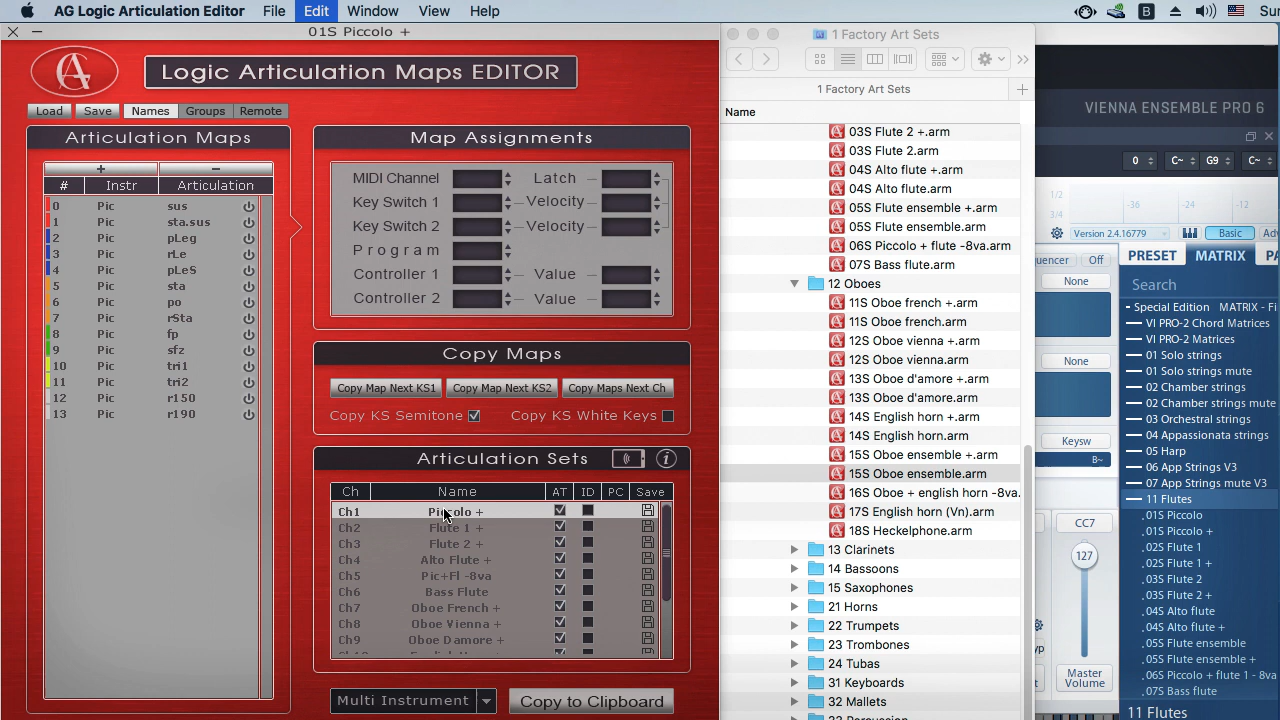 AG Logic Articulation Editor File Edit Window View Help
01S Piccolo +
Logic Articulation Maps EDITOR
Load Save Names Groups Remote
Articulation Maps
+ −
# Instr Articulation
0 Pic sus
1 Pic sta.sus
2 Pic pLeg
3 Pic rLe
4 Pic pLeS
5 Pic sta
6 Pic po
7 Pic rSta
8 Pic fp
9 Pic sfz
10 Pic tri1
11 Pic tri2
12 Pic r150
13 Pic r190
Map Assignments
MIDI Channel Latch
Key Switch 1 Velocity
Key Switch 2 Velocity
Program
Controller 1 Value
Controller 2 Value
Copy Maps
Copy Map Next KS1 Copy Map Next KS2 Copy Maps Next Ch
Copy KS Semitone Copy KS White Keys
Articulation Sets
Ch Name AT ID PC Save
Ch1 Piccolo +
Ch2 Flute 1 +
Ch3 Flute 2 +
Ch4 Alto Flute +
Ch5 Pic+Fl -8va
Ch6 Bass Flute
Ch7 Oboe French +
Ch8 Oboe Vienna +
Ch9 Oboe Damore +
Multi Instrument Copy to Clipboard
1 Factory Art Sets
1 Factory Art Sets
Name
03S Flute 2 +.arm
03S Flute 2.arm
04S Alto flute +.arm
04S Alto flute.arm
05S Flute ensemble +.arm
05S Flute ensemble.arm
06S Piccolo + flute -8va.arm
07S Bass flute.arm
12 Oboes
11S Oboe french +.arm
11S Oboe french.arm
12S Oboe vienna +.arm
12S Oboe vienna.arm
13S Oboe d'amore +.arm
13S Oboe d'amore.arm
14S English horn +.arm
14S English horn.arm
15S Oboe ensemble +.arm
15S Oboe ensemble.arm
16S Oboe + english horn -8va.
17S English horn (Vn).arm
18S Heckelphone.arm
13 Clarinets
14 Bassoons
15 Saxophones
21 Horns
22 Trumpets
23 Trombones
24 Tubas
31 Keyboards
32 Mallets
B Sur
VIENNA ENSEMBLE PRO 6
0 C~ G9 C~
1/2
3/4
-36 -24 -12
Version 2.4.16779 Basic Adv
quencer Off
None
None
Keysw
B~
CC7
127
Master
Volume
PRESET MATRIX PA
Search
Special Edition MATRIX - Fi
VI PRO-2 Chord Matrices
VI PRO-2 Matrices
01 Solo strings
01 Solo strings mute
02 Chamber strings
02 Chamber strings mute
03 Orchestral strings
04 Appassionata strings
05 Harp
06 App Strings V3
07 App Strings mute V3
11 Flutes
01S Piccolo
01S Piccolo +
02S Flute 1
02S Flute 1 +
03S Flute 2
03S Flute 2 +
04S Alto flute
04S Alto flute +
05S Flute ensemble
05S Flute ensemble +
06S Piccolo + flute - 8va
07S Bass flute
11 Flutes